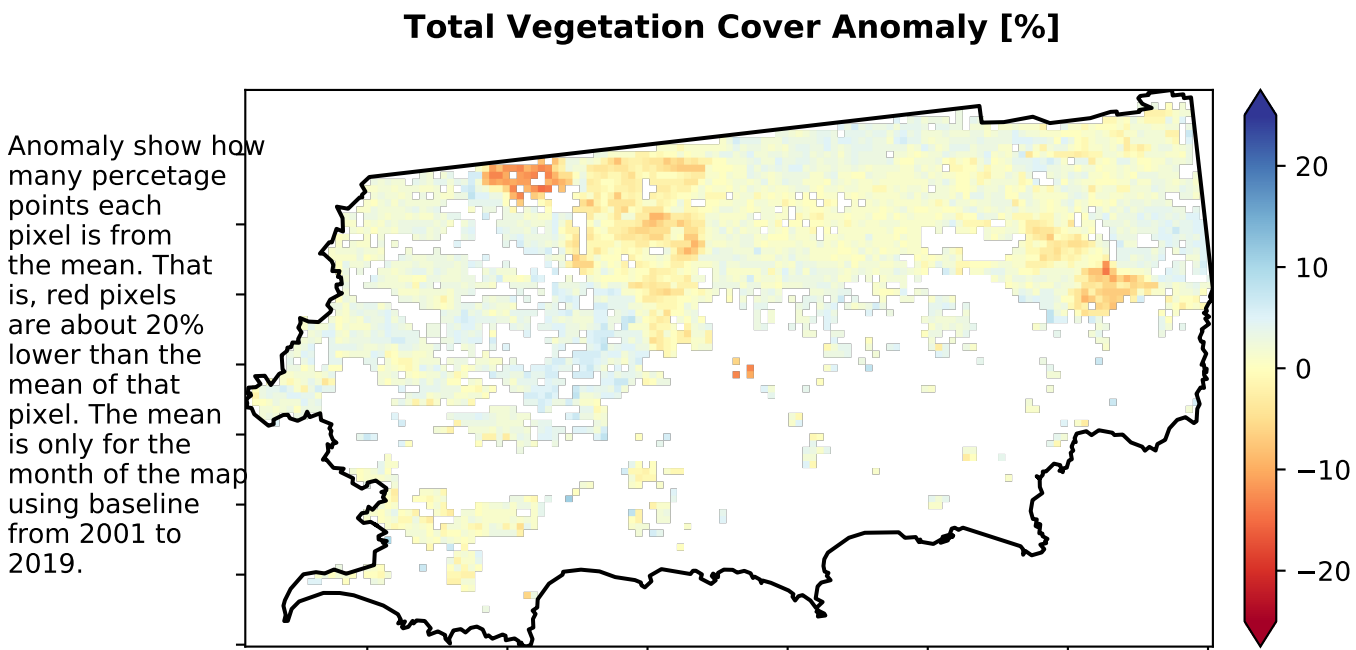 Total Vegetation Cover Anomaly [%]
Anomaly show how
many percetage
points each
pixel is from
the mean. That
is, red pixels
are about 20%
lower than the
mean of that
pixel. The mean
is only for the
month of the map
using baseline
from 2001 to
2019.
20
10
0
−10
−20